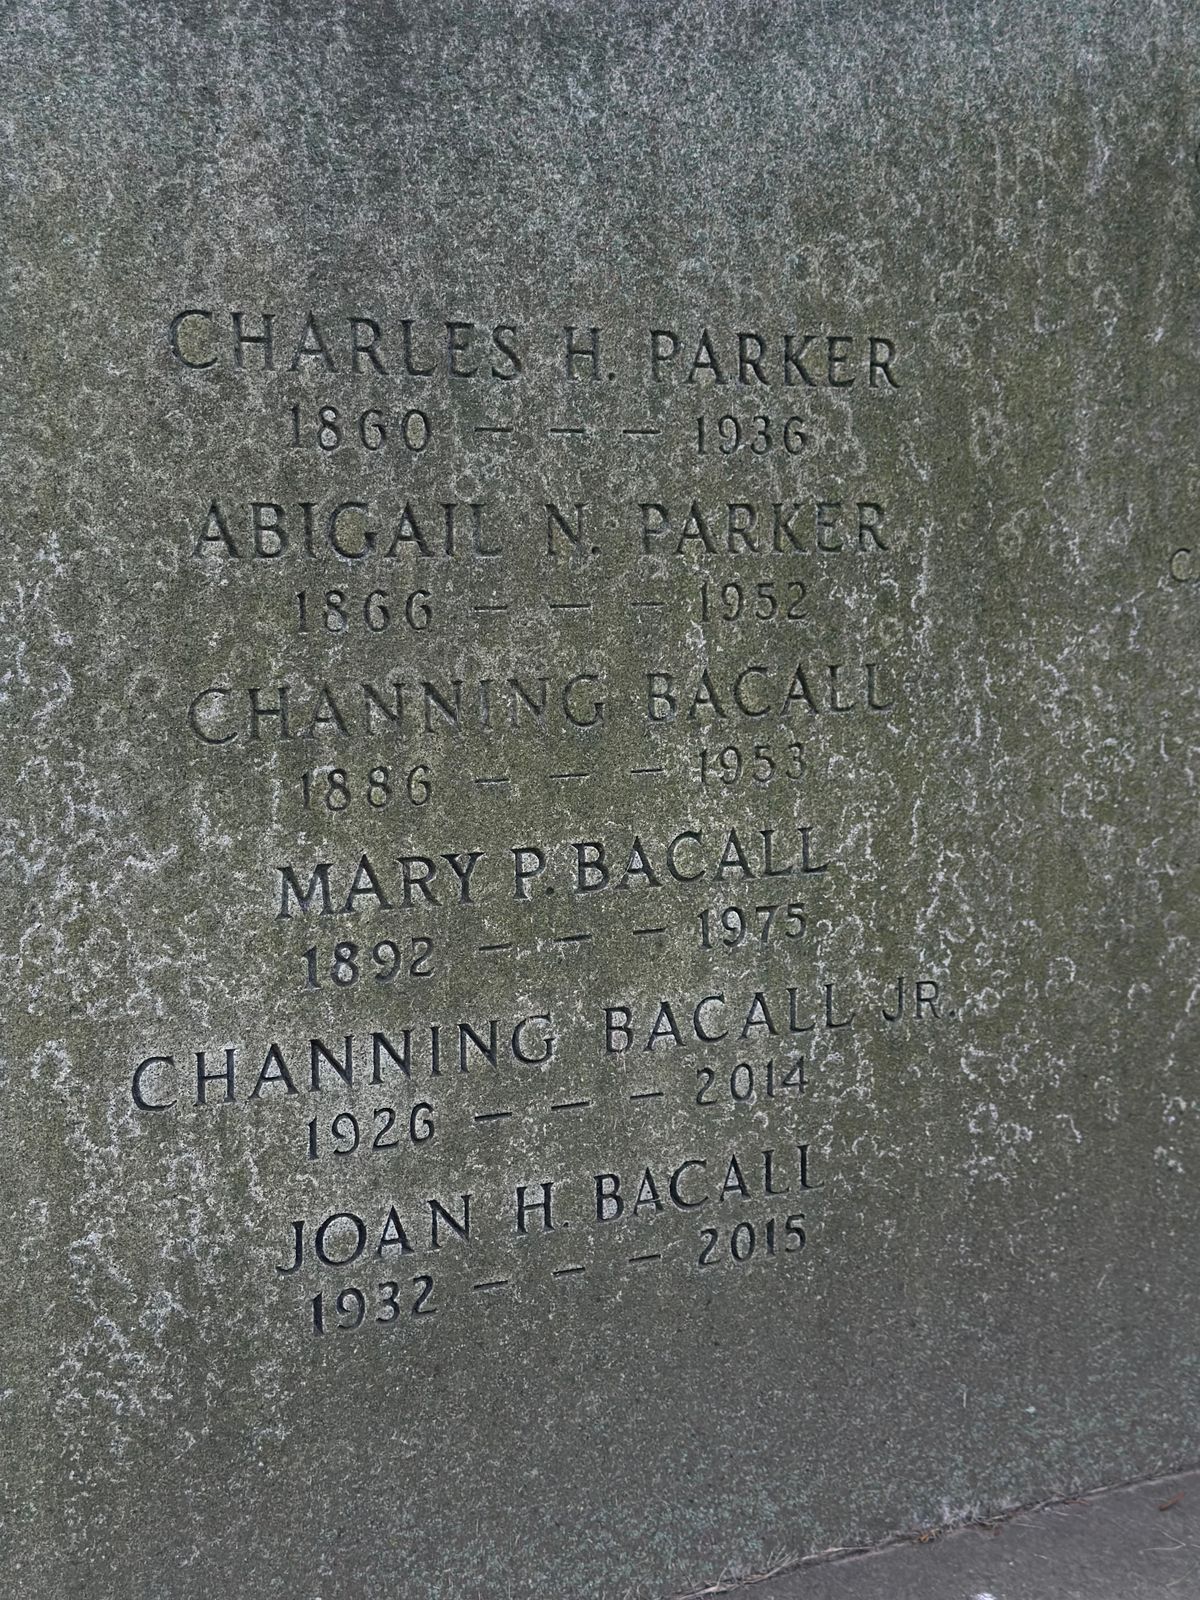 CHARLES H. PARKER
1860 — — — 1936
ABIGAIL N. PARKER
1866 — — — 1952
CHANNING BACALL
1886 — — — 1953
MARY P. BACALL
1892 — — — 1975
CHANNING BACALL JR.
1926 — — — 2014
JOAN H. BACALL
1932 — — — 2015